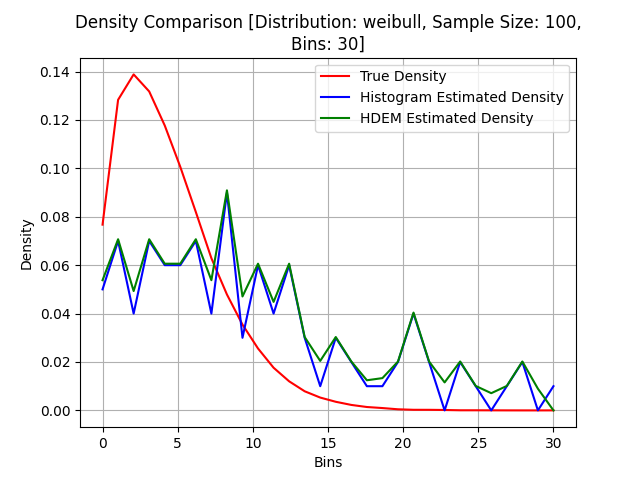 Density Comparison [Distribution: weibull, Sample Size: 100,
Bins: 30]
True Density
Histogram Estimated Density
HDEM Estimated Density
Density
0.14
0.12
0.10
0.08
0.06
0.04
0.02
0.00
0 5 10 15 20 25 30
Bins